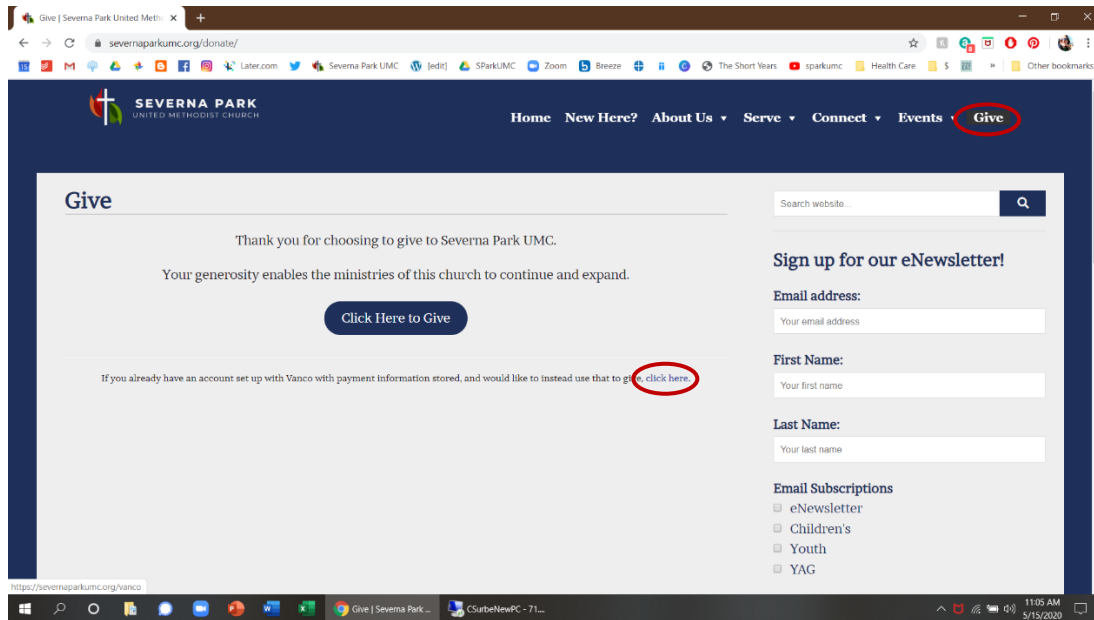 Give | Severna Park United Metho
severnaparkumc.org/donate/
15
Later.com
Severna Park UMC
(edit)
SParkUMC
Zoom
Breeze
The Short Years
sparkumc
Health Care
$
»
Other bookmarks
SEVERNA PARK
UNITED METHODIST CHURCH
Home New Here? About Us Serve Connect Events Give
Give
Search website...
Thank you for choosing to give to Severna Park UMC.
Your generosity enables the ministries of this church to continue and expand.
Click Here to Give
If you already have an account set up with Vanco with payment information stored, and would like to instead use that to give, click here.
Sign up for our eNewsletter!
Email address:
Your email address
First Name:
Your first name
Last Name:
Your last name
Email Subscriptions
eNewsletter
Children's
Youth
YAG
https://severnaparkumc.org/vanco
Give | Severna Park ...
CSurbeNewPC - 71...
11:05 AM
5/15/2020